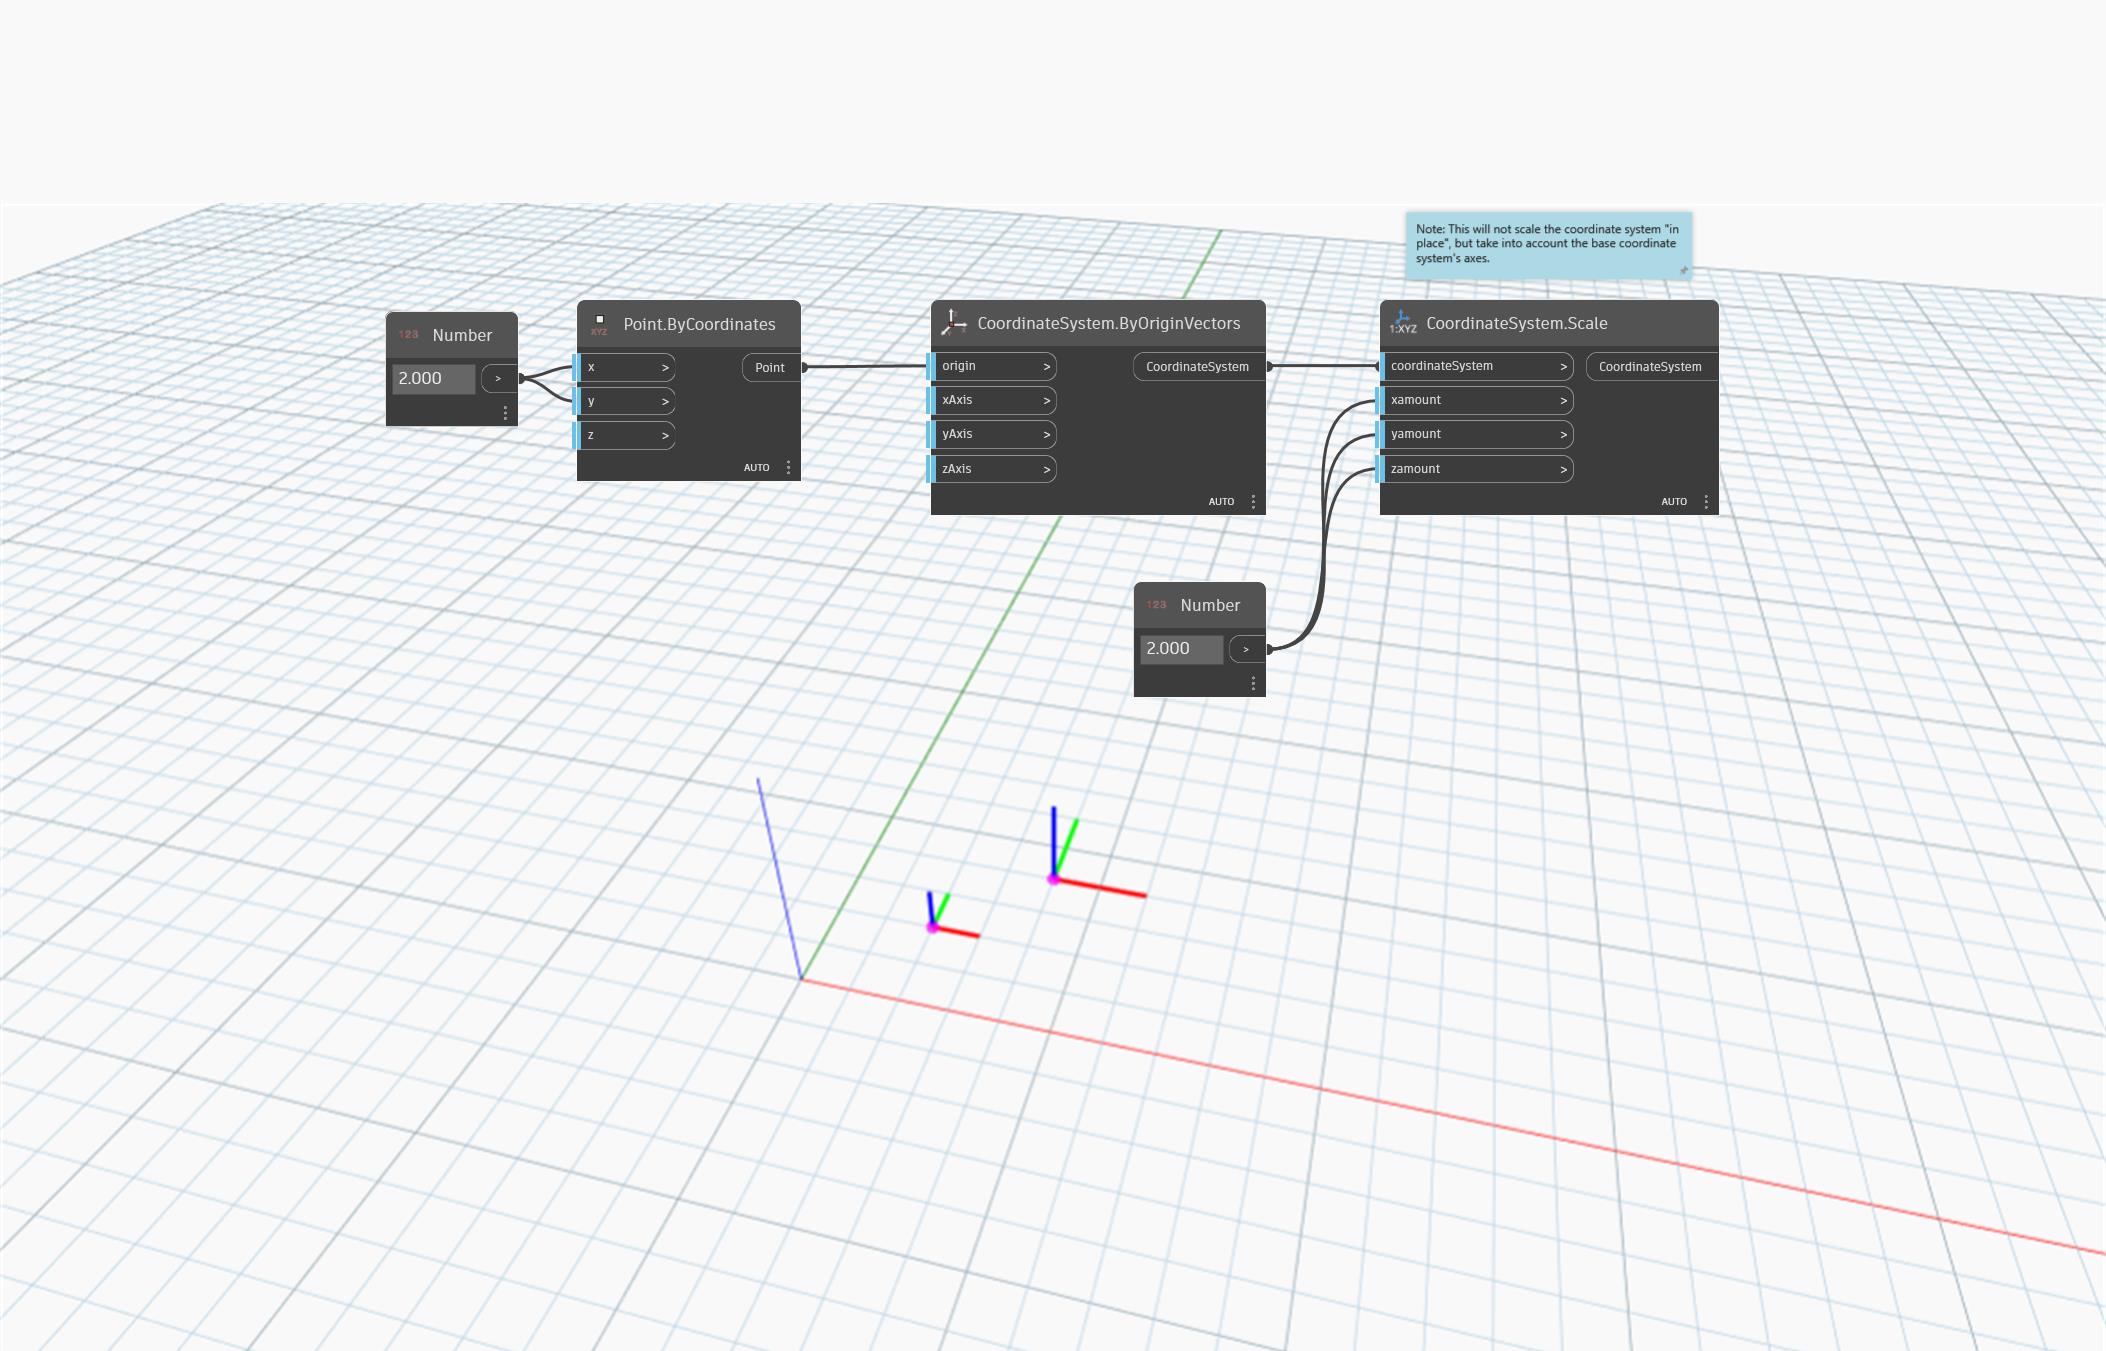 Note: This will not scale the coordinate system "in
place", but take into account the base coordinate
system's axes.
123 Number
2.000 >
XYZ Point.ByCoordinates
x > Point
y >
z >
AUTO
CoordinateSystem.ByOriginVectors
origin > CoordinateSystem
xAxis >
yAxis >
zAxis >
AUTO
1:XYZ CoordinateSystem.Scale
coordinateSystem > CoordinateSystem
xamount >
yamount >
zamount >
AUTO
123 Number
2.000 >